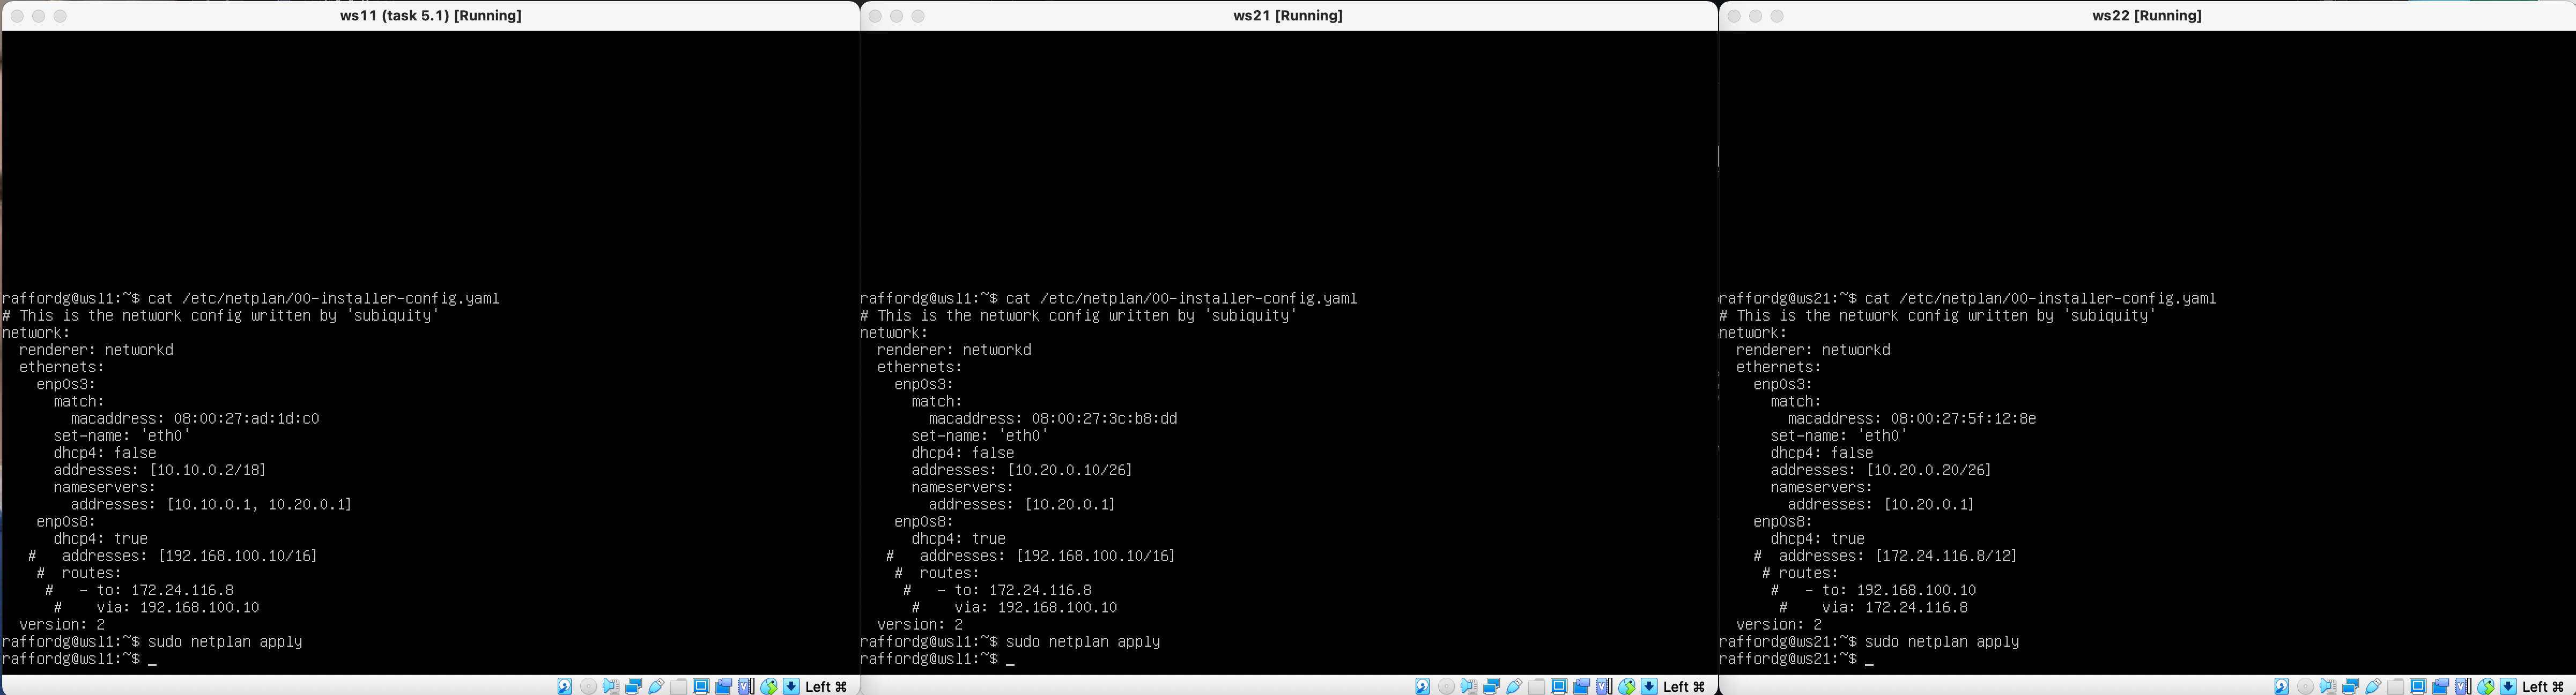 ws11 (task 5.1) [Running]
raffordg@wsl1:~$ cat /etc/netplan/00-installer-config.yaml
# This is the network config written by 'subiquity'
network:
  renderer: networkd
  ethernets:
    enp0s3:
      match:
        macaddress: 08:00:27:ad:1d:c0
      set-name: 'eth0'
      dhcp4: false
      addresses: [10.10.0.2/18]
      nameservers:
        addresses: [10.10.0.1, 10.20.0.1]
    enp0s8:
      dhcp4: true
   #   addresses: [192.168.100.10/16]
    #  routes:
     #   - to: 172.24.116.8
      #    via: 192.168.100.10
  version: 2
raffordg@wsl1:~$ sudo netplan apply
raffordg@wsl1:~$ _
Left ⌘
ws21 [Running]
raffordg@wsl1:~$ cat /etc/netplan/00-installer-config.yaml
# This is the network config written by 'subiquity'
network:
  renderer: networkd
  ethernets:
    enp0s3:
      match:
        macaddress: 08:00:27:3c:b8:dd
      set-name: 'eth0'
      dhcp4: false
      addresses: [10.20.0.10/26]
      nameservers:
        addresses: [10.20.0.1]
    enp0s8:
      dhcp4: true
   #   addresses: [192.168.100.10/16]
    #  routes:
     #   - to: 172.24.116.8
      #    via: 192.168.100.10
  version: 2
raffordg@wsl1:~$ sudo netplan apply
raffordg@wsl1:~$ _
Left ⌘
ws22 [Running]
raffordg@ws21:~$ cat /etc/netplan/00-installer-config.yaml
# This is the network config written by 'subiquity'
network:
  renderer: networkd
  ethernets:
    enp0s3:
      match:
        macaddress: 08:00:27:5f:12:8e
      set-name: 'eth0'
      dhcp4: false
      addresses: [10.20.0.20/26]
      nameservers:
        addresses: [10.20.0.1]
    enp0s8:
      dhcp4: true
    #  addresses: [172.24.116.8/12]
     # routes:
      #   - to: 192.168.100.10
       #    via: 172.24.116.8
  version: 2
raffordg@ws21:~$ sudo netplan apply
raffordg@ws21:~$ _
Left ⌘